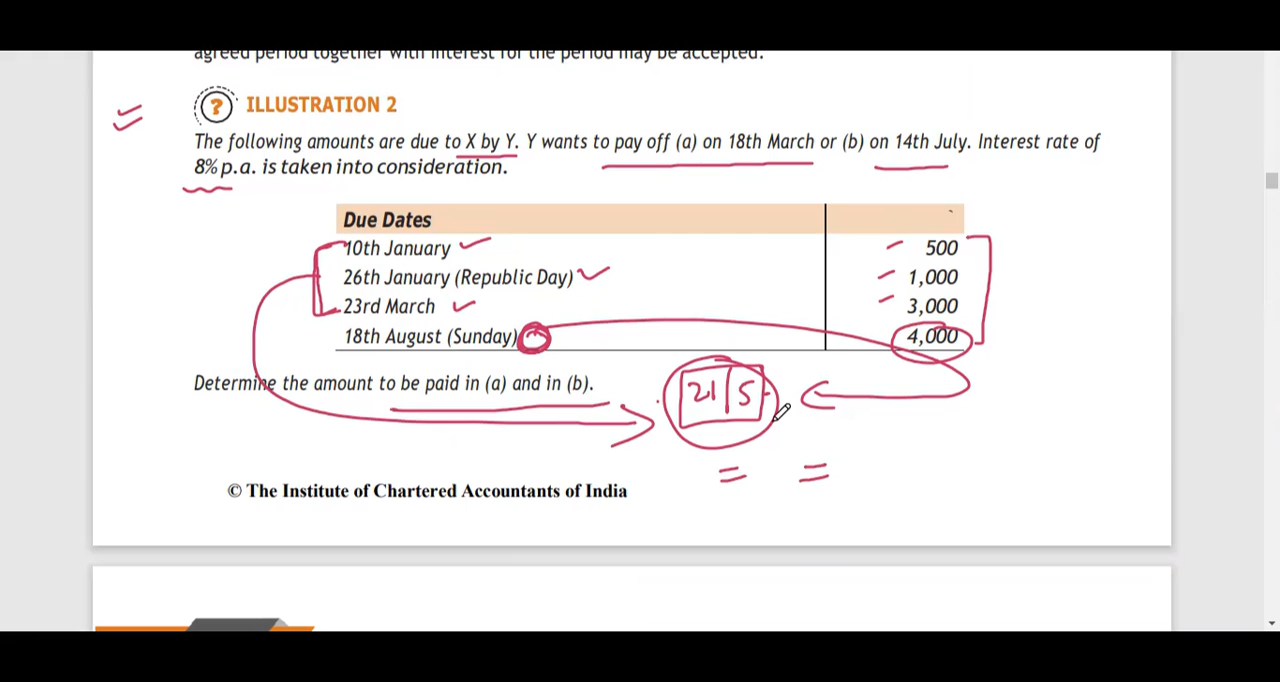 agreed period together with interest for the period may be accepted.
? ILLUSTRATION 2
The following amounts are due to X by Y. Y wants to pay off (a) on 18th March or (b) on 14th July. Interest rate of
8% p.a. is taken into consideration.
Due Dates `
10th January 500
26th January (Republic Day) 1,000
23rd March 3,000
18th August (Sunday) 4,000
Determine the amount to be paid in (a) and in (b).
21 5
© The Institute of Chartered Accountants of India